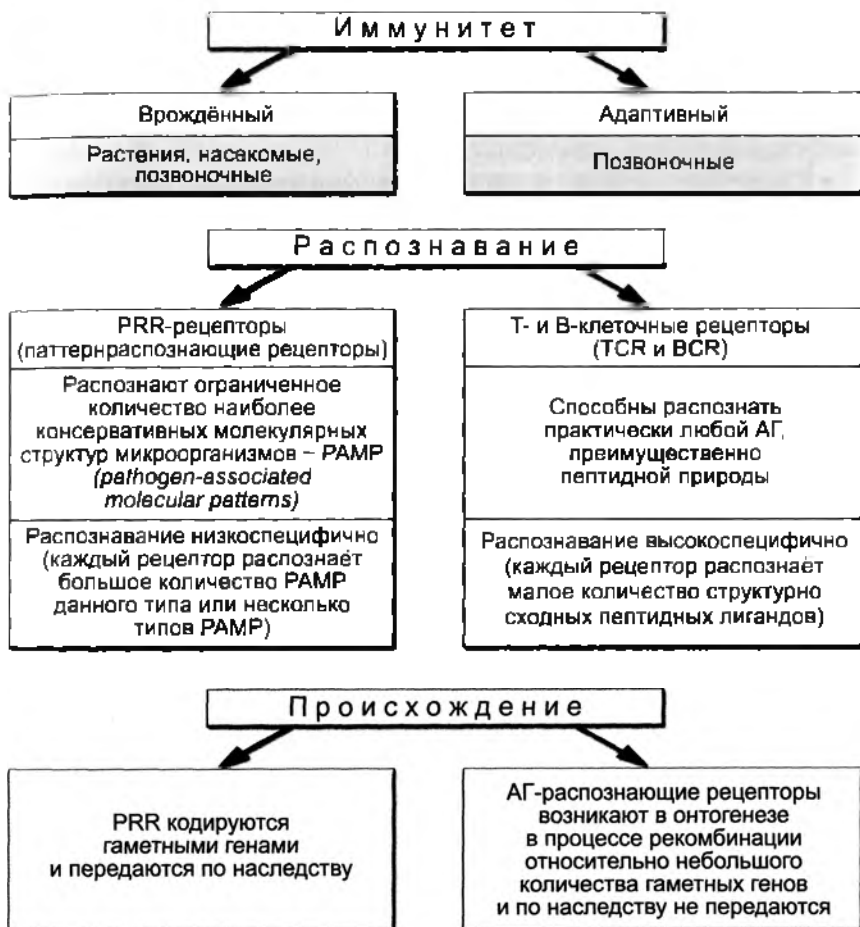 Иммунитет
Врождённый
Растения, насекомые,
позвоночные
Адаптивный
Позвоночные
Распознавание
PRR-рецепторы
(паттернраспознающие рецепторы)
Распознают ограниченное
количество наиболее
консервативных молекулярных
структур микроорганизмов – PAMP
(pathogen-associated
molecular patterns)
Распознавание низкоспецифично
(каждый рецептор распознаёт
большое количество PAMP
данного типа или несколько
типов PAMP)
Т- и В-клеточные рецепторы
(TCR и BCR)
Способны распознать
практически любой АГ,
преимущественно
пептидной природы
Распознавание высокоспецифично
(каждый рецептор распознаёт
малое количество структурно
сходных пептидных лигандов)
Происхождение
PRR кодируются
гаметными генами
и передаются по наследству
АГ-распознающие рецепторы
возникают в онтогенезе
в процессе рекомбинации
относительно небольшого
количества гаметных генов
и по наследству не передаются